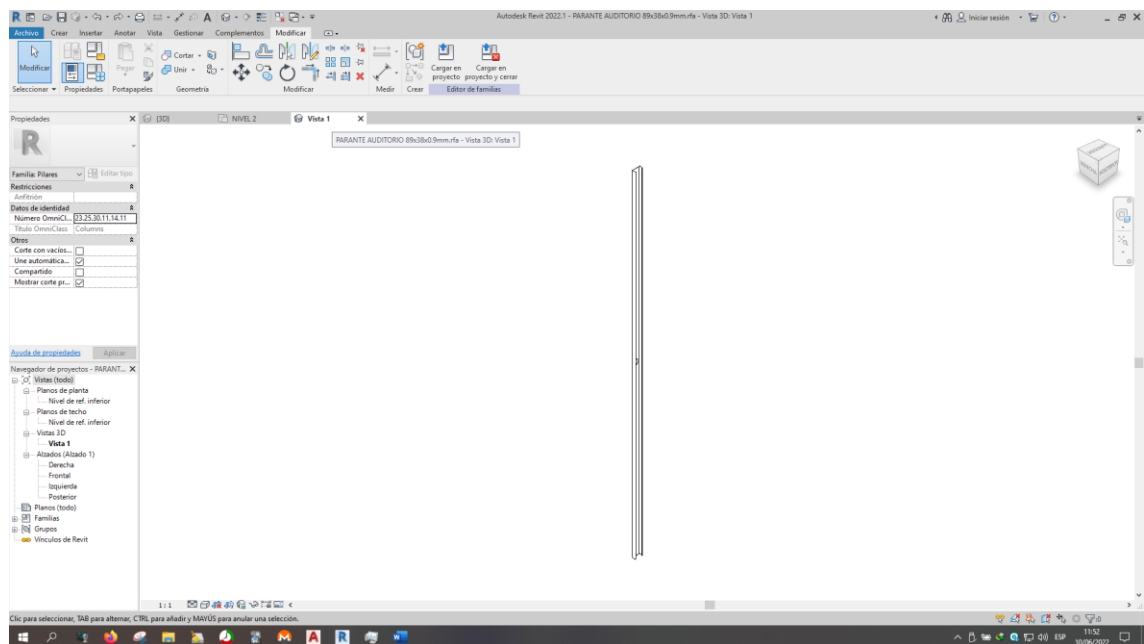 Autodesk Revit 2022.1 - PARANTE AUDITORIO 89x38x0.9mm.rfa - Vista 3D: Vista 1
Iniciar sesión
Archivo Crear Insertar Anotar Vista Gestionar Complementos Modificar
Modificar
Pegar
Cortar
Unir
Cargar en proyecto
Cargar en proyecto y cerrar
Seleccionar Propiedades Portapapeles Geometría Modificar Medir Crear Editor de familias
Propiedades
{3D}
NIVEL 2
Vista 1
PARANTE AUDITORIO 89x38x0.9mm.rfa - Vista 3D: Vista 1
R
Familia: Pilares
Editar tipo
Restricciones
Anfitrión
Datos de identidad
Número OmniCl... 23.25.30.11.14.11
Título OmniClass Columns
Otros
Corte con vacíos...
Une automática...
Compartido
Mostrar corte pr...
Ayuda de propiedades
Aplicar
Navegador de proyectos - PARANT...
Vistas (todo)
Planos de planta
Nivel de ref. inferior
Planos de techo
Nivel de ref. inferior
Vistas 3D
Vista 1
Alzados (Alzado 1)
Derecha
Frontal
Izquierda
Posterior
Planos (todo)
Familias
Grupos
Vínculos de Revit
1:1
Clic para seleccionar, TAB para alternar, CTRL para añadir y MAYÚS para anular una selección.
:0
ESP
11:52
10/06/2022